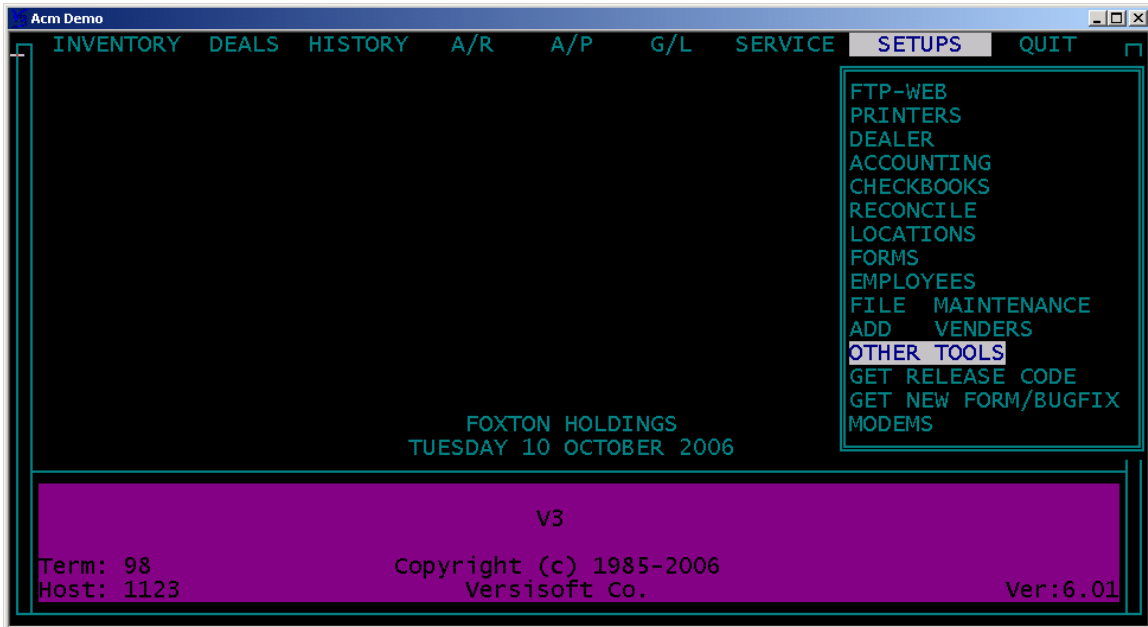 Acm Demo
INVENTORY DEALS HISTORY A/R A/P G/L SERVICE SETUPS QUIT
FTP-WEB
PRINTERS
DEALER
ACCOUNTING
CHECKBOOKS
RECONCILE
LOCATIONS
FORMS
EMPLOYEES
FILE MAINTENANCE
ADD VENDERS
OTHER TOOLS
GET RELEASE CODE
GET NEW FORM/BUGFIX
MODEMS
FOXTON HOLDINGS
TUESDAY 10 OCTOBER 2006
V3
Term: 98 Copyright (c) 1985-2006
Host: 1123 Versisoft Co. Ver:6.01